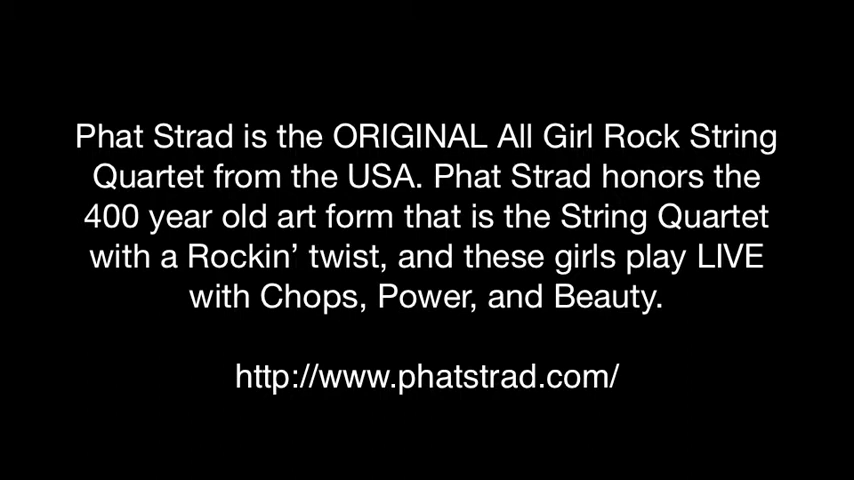 Phat Strad is the ORIGINAL All Girl Rock String
Quartet from the USA. Phat Strad honors the
400 year old art form that is the String Quartet
with a Rockin’ twist, and these girls play LIVE
with Chops, Power, and Beauty.
http://www.phatstrad.com/